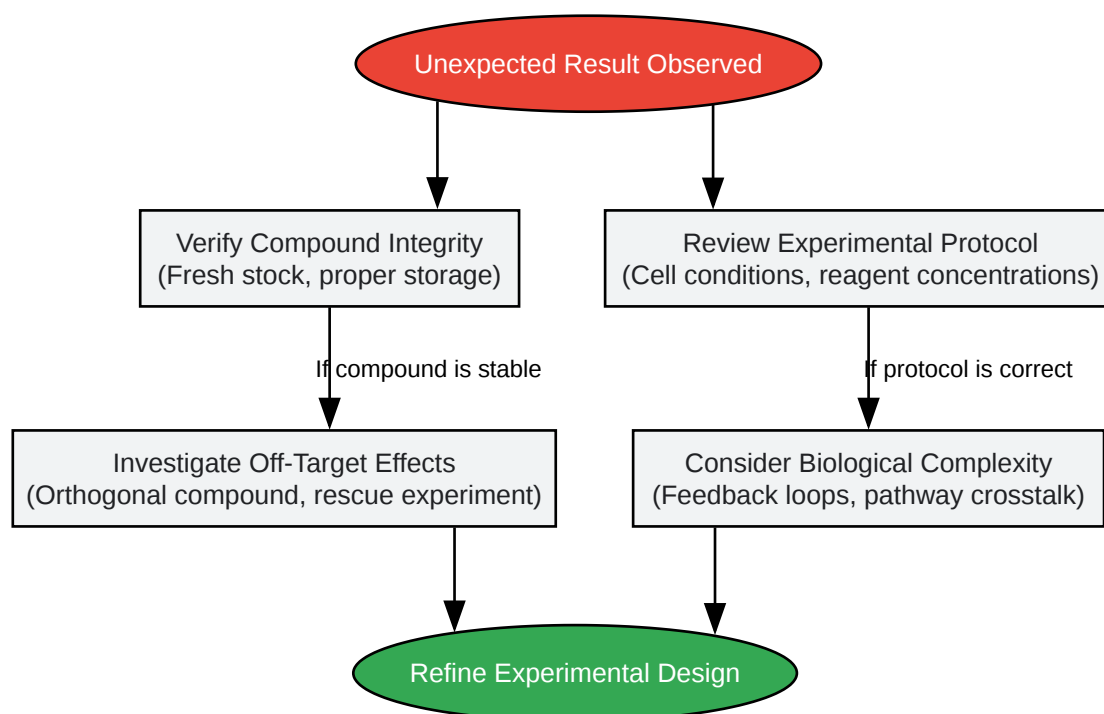 Unexpected Result Observed
Verify Compound Integrity
(Fresh stock, proper storage)
Review Experimental Protocol
(Cell conditions, reagent concentrations)
If compound is stable
If protocol is correct
Investigate Off-Target Effects
(Orthogonal compound, rescue experiment)
Consider Biological Complexity
(Feedback loops, pathway crosstalk)
Refine Experimental Design